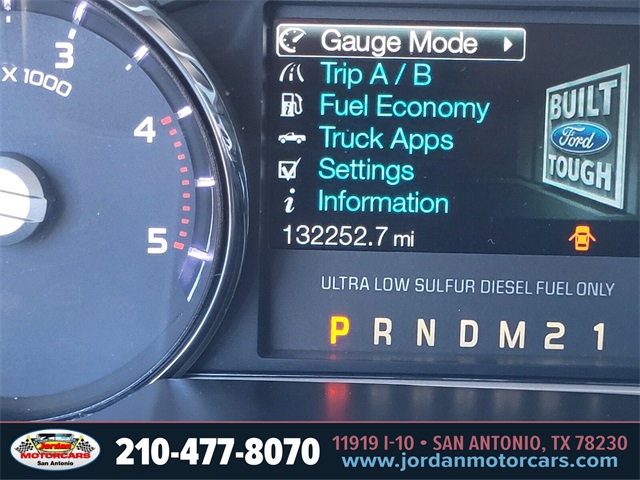 3
x 1000
4
5
Gauge Mode
Trip A / B
Fuel Economy
Truck Apps
Settings
Information
132252.7 mi
BUILT
Ford
TOUGH
ULTRA LOW SULFUR DIESEL FUEL ONLY
P R N D M 2 1
Jordan
MOTORCARS
San Antonio
210-477-8070
11919 I-10 • SAN ANTONIO, TX 78230
www.jordanmotorcars.com